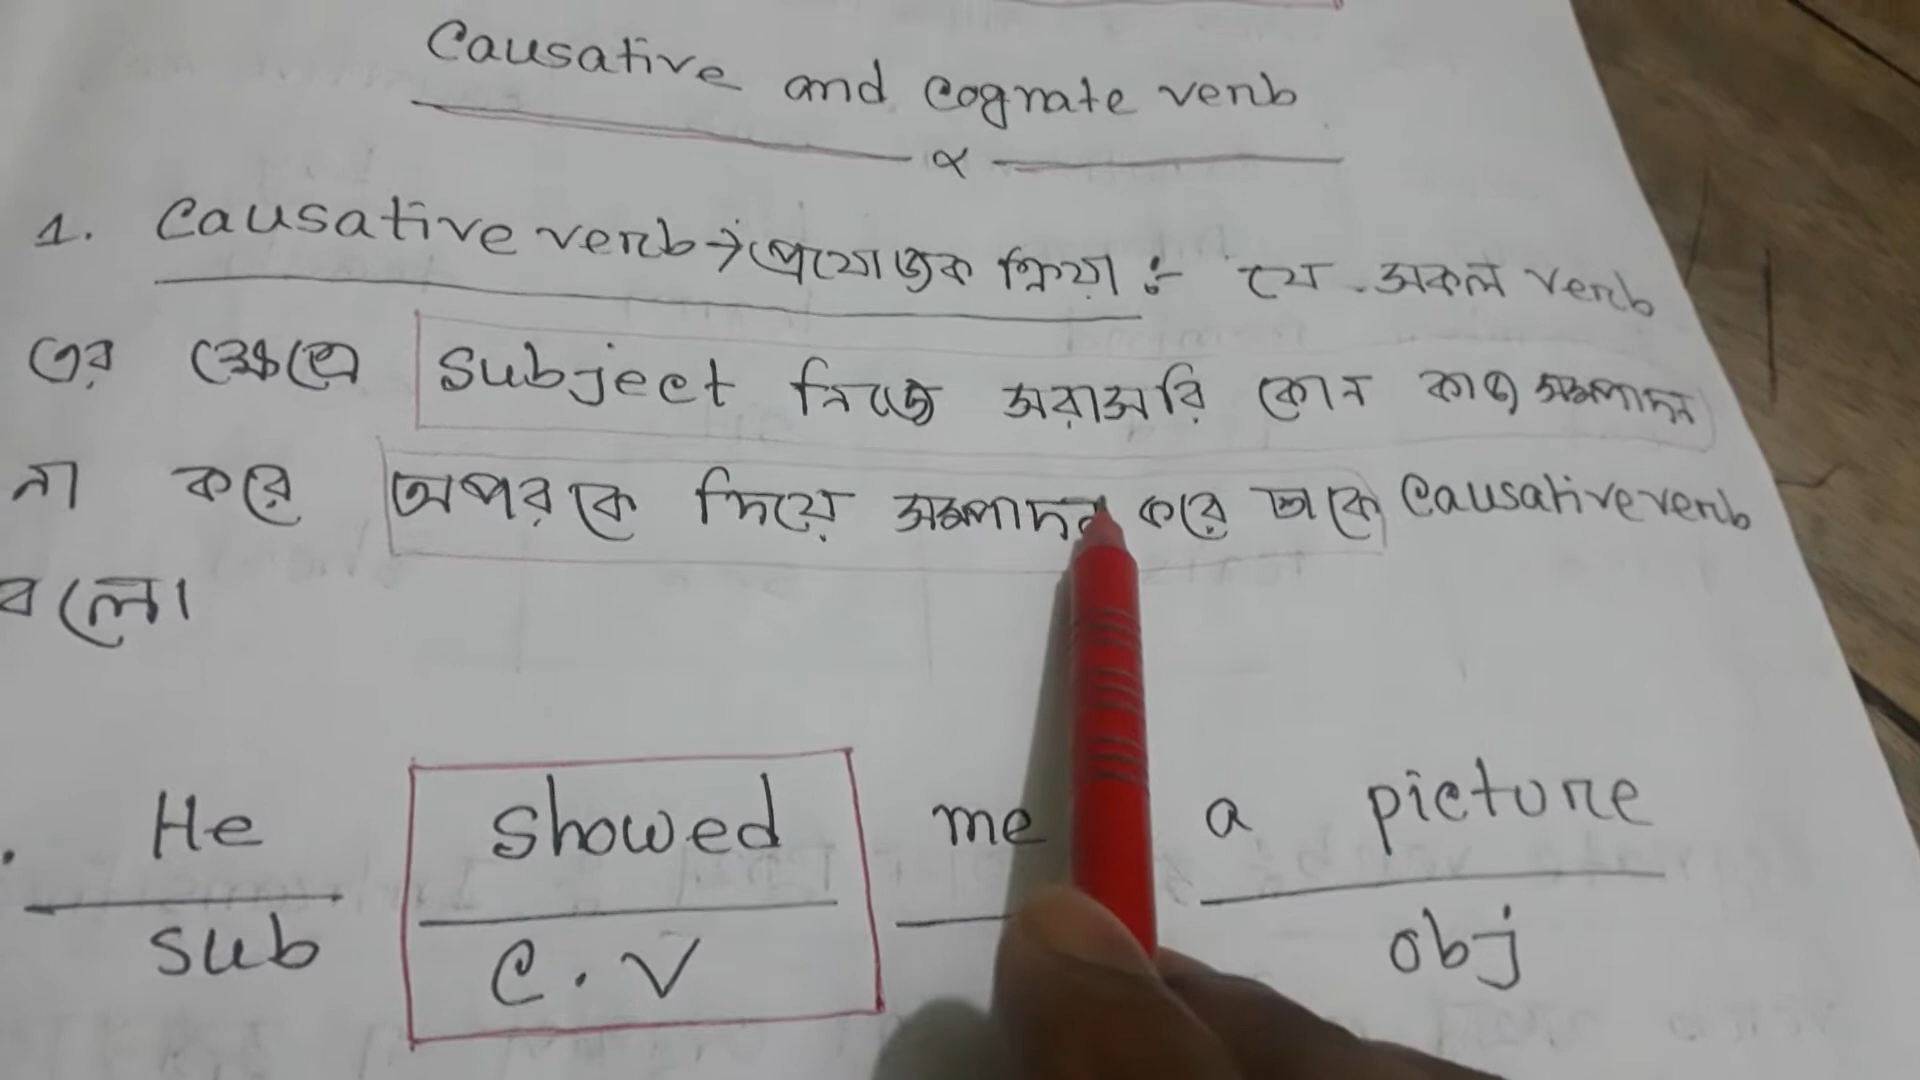 Causative and Cognate verb
1. Causative verb → প্রযোজক ক্রিয়া :- যে সকল verb
এর ক্ষেত্রে Subject নিজে সরাসরি কোন কাজ সম্পাদন
না করে অপরকে দিয়ে সম্পাদন করে তাকে Causative verb
বলে।
He showed me a picture
sub C.V obj